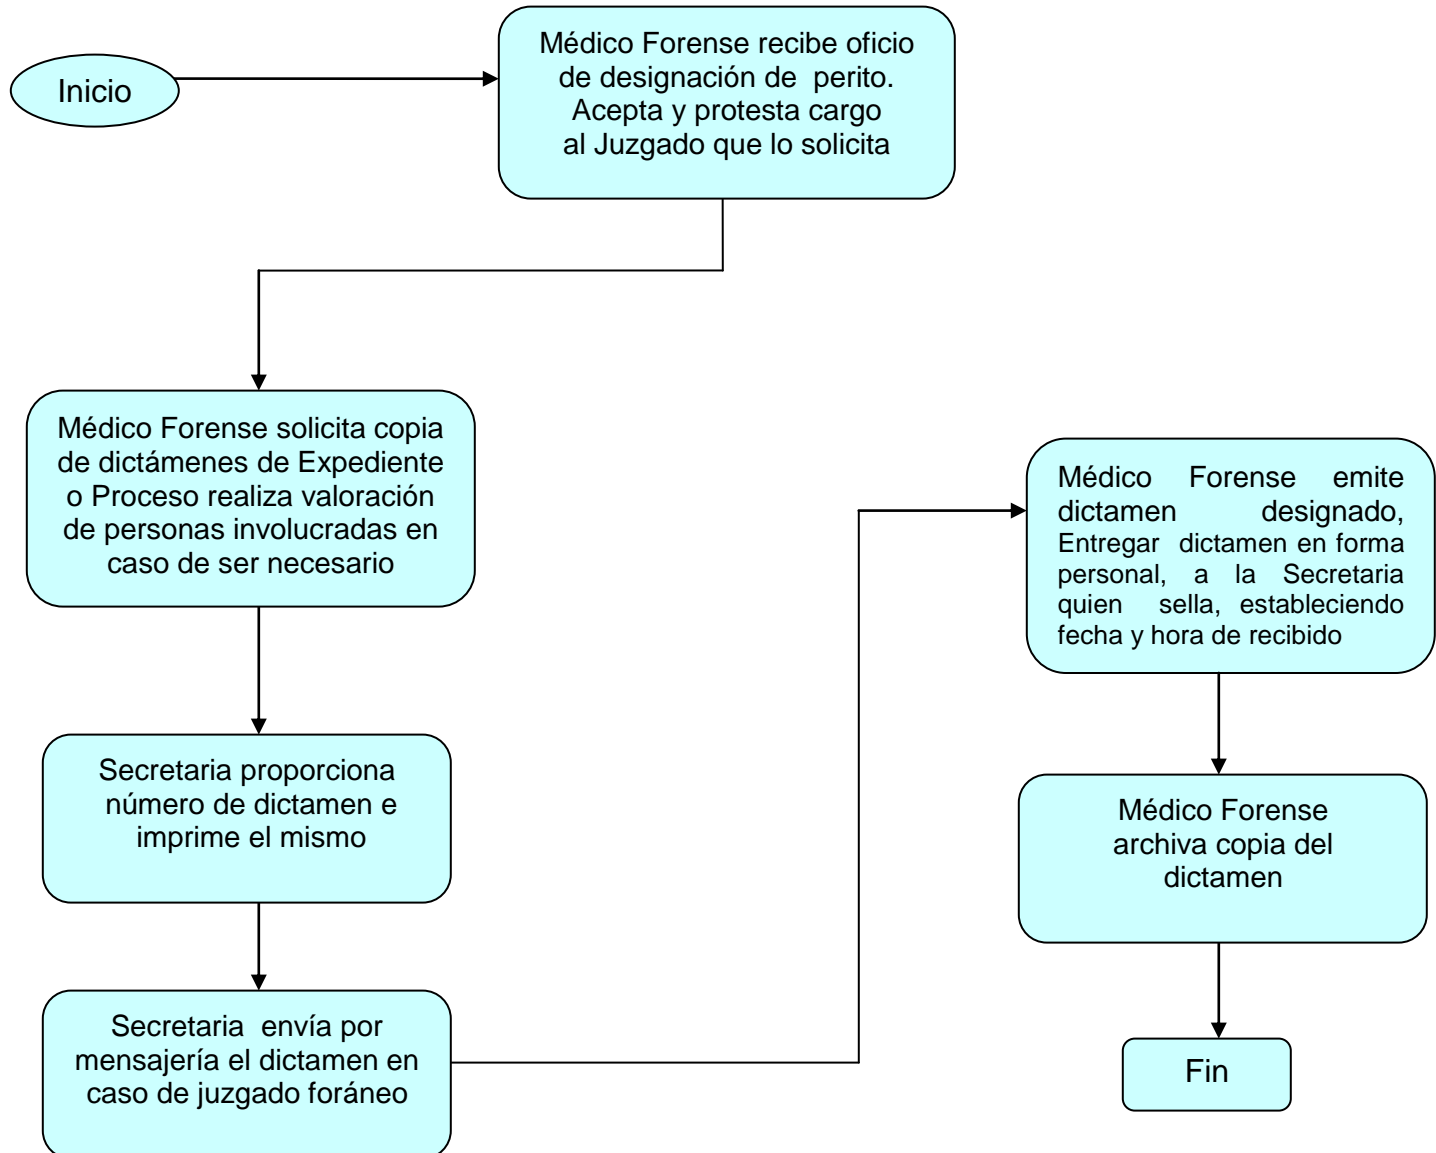 Inicio
Médico Forense recibe oficio
de designación de perito.
Acepta y protesta cargo
al Juzgado que lo solicita
Médico Forense solicita copia
de dictámenes de Expediente
o Proceso realiza valoración
de personas involucradas en
caso de ser necesario
Secretaria proporciona
número de dictamen e
imprime el mismo
Secretaria envía por
mensajería el dictamen en
caso de juzgado foráneo
Médico Forense emite
dictamen designado,
Entregar dictamen en forma
personal, a la Secretaria
quien sella, estableciendo
fecha y hora de recibido
Médico Forense
archiva copia del
dictamen
Fin